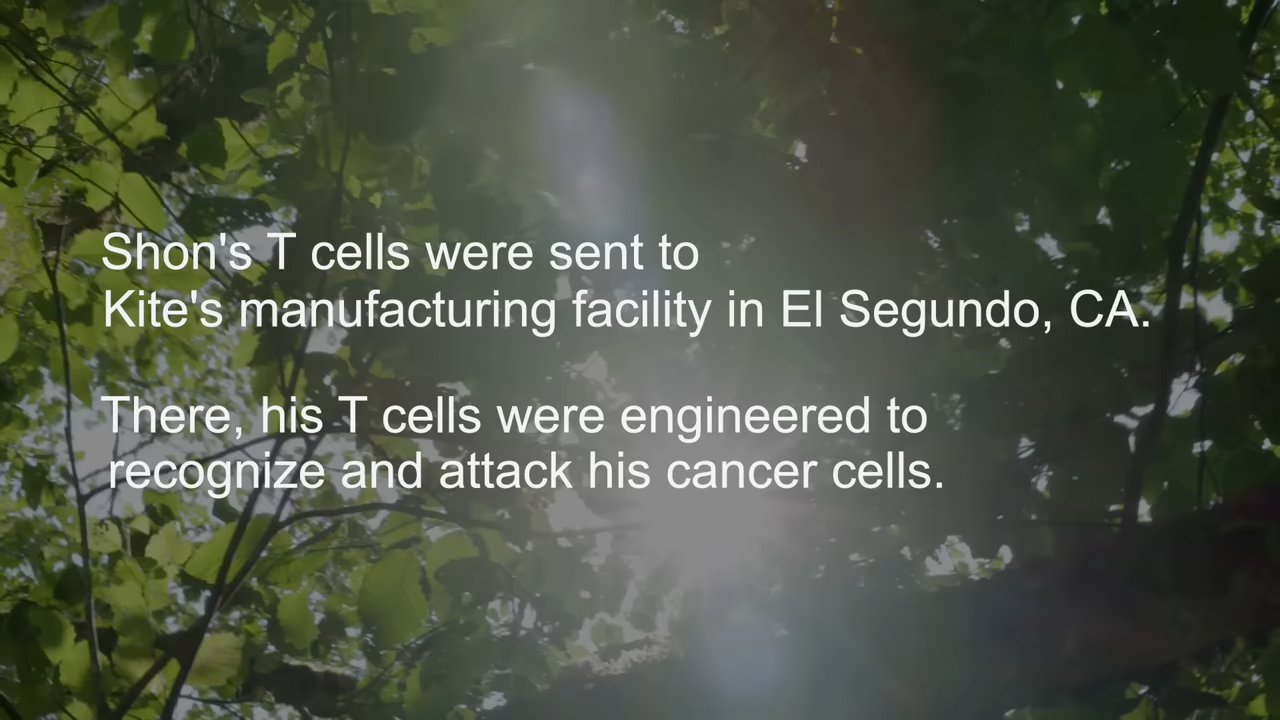 Shon's T cells were sent to
Kite's manufacturing facility in El Segundo, CA.
There, his T cells were engineered to
recognize and attack his cancer cells.